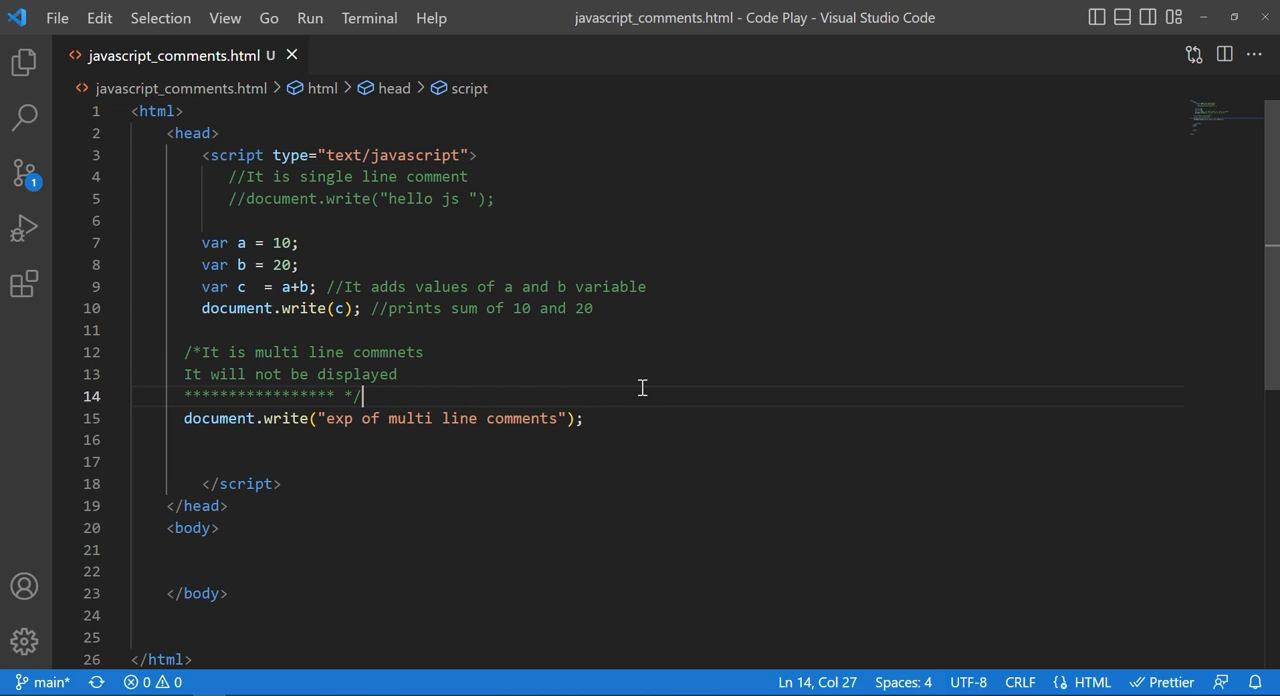 File Edit Selection View Go Run Terminal Help javascript_comments.html - Code Play - Visual Studio Code
javascript_comments.html U
javascript_comments.html > html > head > script
1 <html>
2 <head>
3 <script type="text/javascript">
4 //It is single line comment
5 //document.write("hello js ");
6
7 var a = 10;
8 var b = 20;
9 var c  = a+b; //It adds values of a and b variable
10 document.write(c); //prints sum of 10 and 20
11
12 /*It is multi line commnets
13 It will not be displayed
14 ***************** */
15 document.write("exp of multi line comments");
16
17
18 </script>
19 </head>
20 <body>
21
22
23 </body>
24
25
26 </html>
1
main* 0 0 Ln 14, Col 27 Spaces: 4 UTF-8 CRLF HTML Prettier